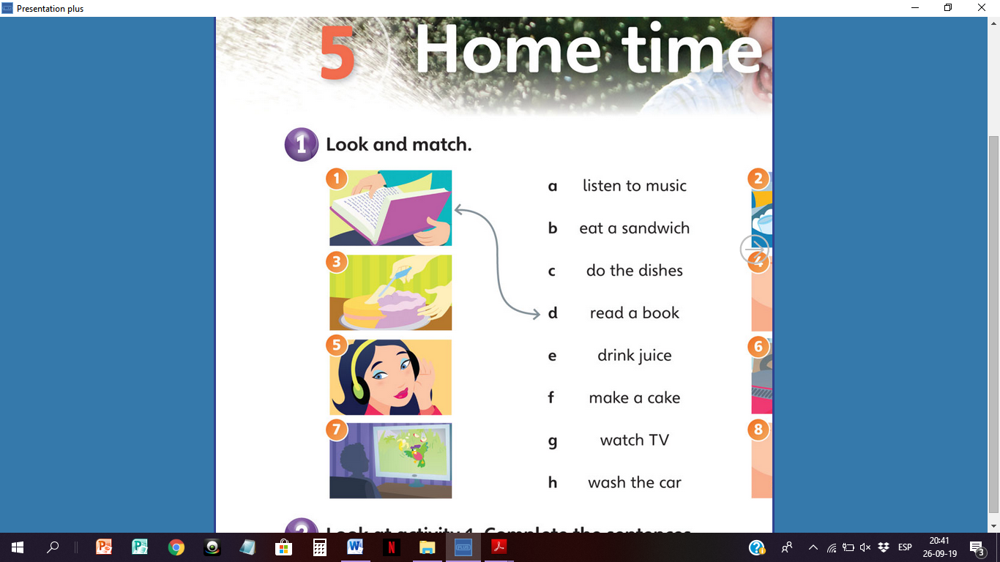 Presentation plus
5 Home time
1 Look and match.
1
a listen to music
2
b eat a sandwich
3
c do the dishes
4
d read a book
5
e drink juice
6
f make a cake
7
g watch TV
8
h wash the car
2 Look at activity 1. Complete the sentences
PLUS
ESP
20:41
26-09-19
3